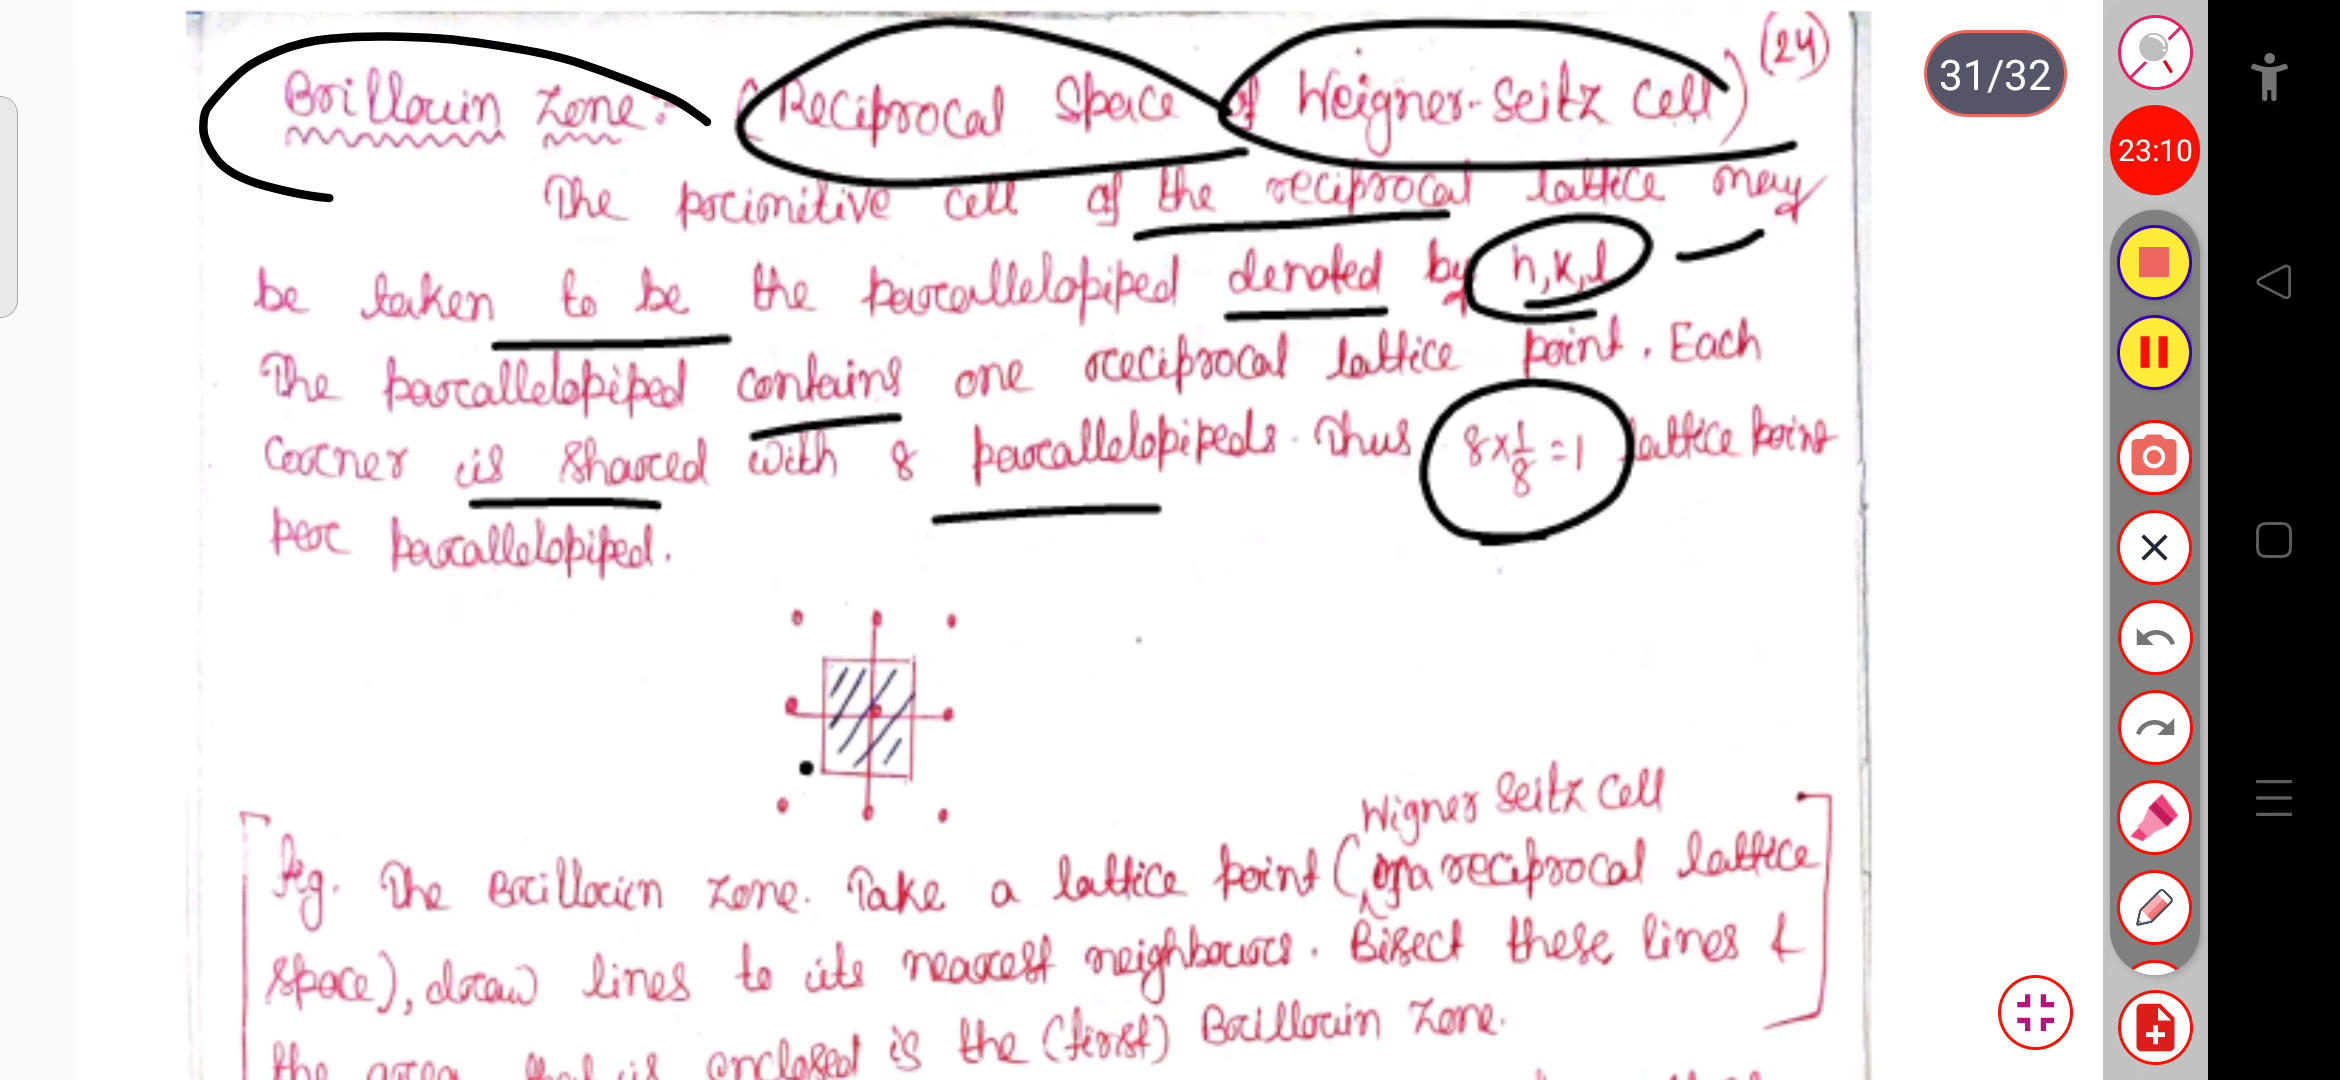 Brillouin Zone: (Reciprocal Space of Weigner-Seitz Cell) (24)
The primitive cell of the reciprocal lattice may
be taken to be the parallelopiped denoted by h,k,l
The parallelopiped contains one reciprocal lattice point. Each
Corner is shared with 8 parallelopipeds. Thus 8×1/8=1 lattice point
per parallelopiped.
Wigner Seitz Cell
Fig. The Brillouin Zone. Take a lattice point (of a reciprocal lattice
space), draw lines to its nearest neighbours. Bisect these lines &
the area that is enclosed is the (first) Brillouin Zone.
31/32
23:10